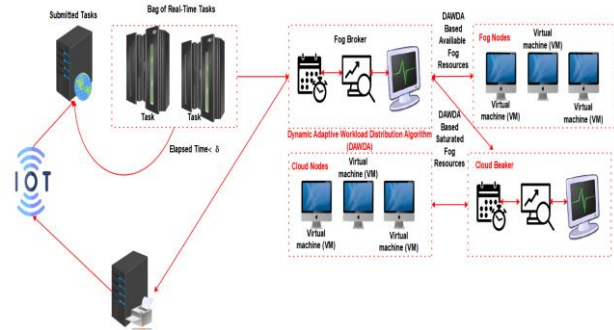 Submitted Tasks
Bag of Real-Time Tasks
Task
Task
Elapsed Time< δ
IOT
Fog Broker
DAWDA
Based
Available
Fog
Resources
Fog Nodes
Virtual
machine (VM)
Virtual
machine (VM)
Virtual
machine (VM)
Dynamic Adaptive Workload Distribution Algorithm
(DAWDA)
DAWDA
Based
Saturated
Fog
Resources
Cloud Nodes
Virtual
machine (VM)
Virtual
machine (VM)
Virtual
machine (VM)
Cloud Beaker